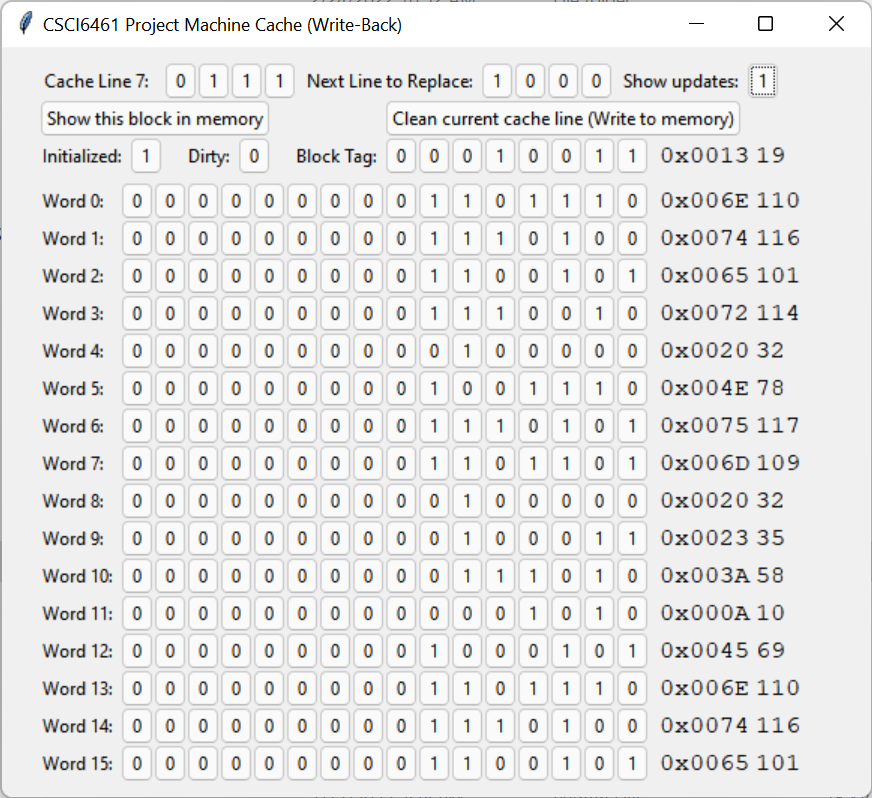 CSCI6461 Project Machine Cache (Write-Back)
Cache Line 7: 0 1 1 1 Next Line to Replace: 1 0 0 0 Show updates: 1
Show this block in memory Clean current cache line (Write to memory)
Initialized: 1 Dirty: 0 Block Tag: 0 0 0 1 0 0 1 1 0x0013 19
Word 0: 0 0 0 0 0 0 0 0 0 1 1 0 1 1 1 0 0x006E 110
Word 1: 0 0 0 0 0 0 0 0 0 1 1 1 0 1 0 0 0x0074 116
Word 2: 0 0 0 0 0 0 0 0 0 1 1 0 0 1 0 1 0x0065 101
Word 3: 0 0 0 0 0 0 0 0 0 1 1 1 0 0 1 0 0x0072 114
Word 4: 0 0 0 0 0 0 0 0 0 0 1 0 0 0 0 0 0x0020 32
Word 5: 0 0 0 0 0 0 0 0 0 1 0 0 1 1 1 0 0x004E 78
Word 6: 0 0 0 0 0 0 0 0 0 1 1 1 0 1 0 1 0x0075 117
Word 7: 0 0 0 0 0 0 0 0 0 1 1 0 1 1 0 1 0x006D 109
Word 8: 0 0 0 0 0 0 0 0 0 0 1 0 0 0 0 0 0x0020 32
Word 9: 0 0 0 0 0 0 0 0 0 0 1 0 0 0 1 1 0x0023 35
Word 10: 0 0 0 0 0 0 0 0 0 0 1 1 1 0 1 0 0x003A 58
Word 11: 0 0 0 0 0 0 0 0 0 0 0 0 1 0 1 0 0x000A 10
Word 12: 0 0 0 0 0 0 0 0 0 1 0 0 0 1 0 1 0x0045 69
Word 13: 0 0 0 0 0 0 0 0 0 1 1 0 1 1 1 0 0x006E 110
Word 14: 0 0 0 0 0 0 0 0 0 1 1 1 0 1 0 0 0x0074 116
Word 15: 0 0 0 0 0 0 0 0 0 1 1 0 0 1 0 1 0x0065 101